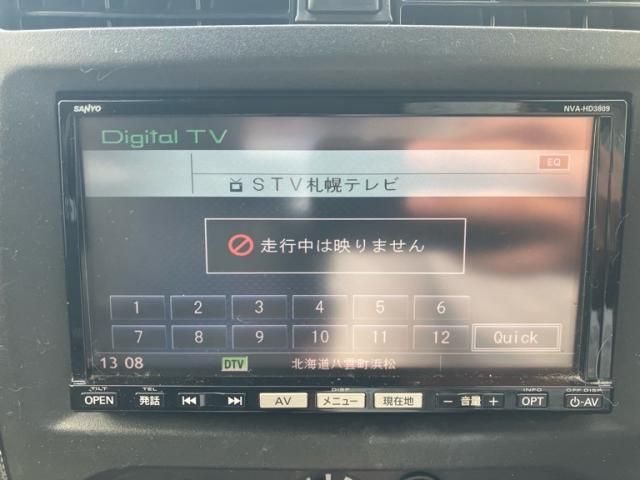 SANYO NVA-HD3809
Digital TV
EQ
STV札幌テレビ
走行中は映りません
1 2 3 4 5 6
7 8 9 10 11 12 Quick
13 08 DTV 北海道八雲町浜松
TILT TEL DISP INFO OFF DISP
OPEN 発話 AV メニュー 現在地 − 音量 + OPT AV